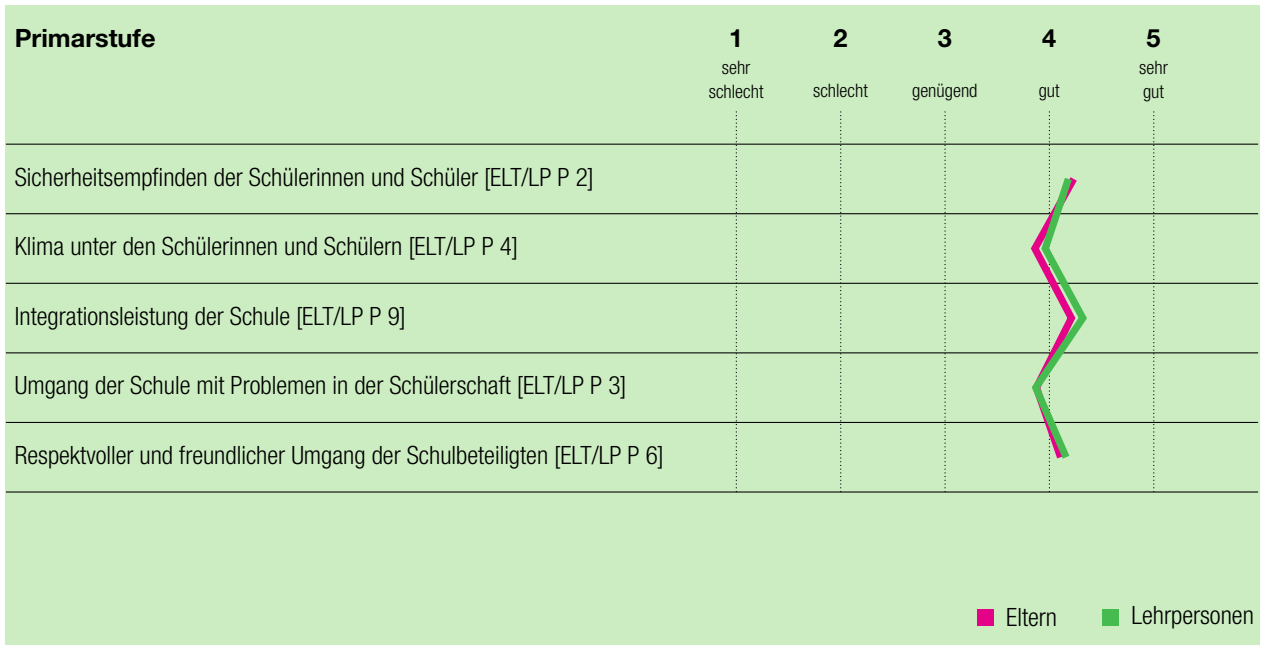 Primarstufe 1 2 3 4 5
sehr sehr
schlecht schlecht genügend gut gut
Sicherheitsempfinden der Schülerinnen und Schüler [ELT/LP P 2]
Klima unter den Schülerinnen und Schülern [ELT/LP P 4]
Integrationsleistung der Schule [ELT/LP P 9]
Umgang der Schule mit Problemen in der Schülerschaft [ELT/LP P 3]
Respektvoller und freundlicher Umgang der Schulbeteiligten [ELT/LP P 6]
Eltern Lehrpersonen